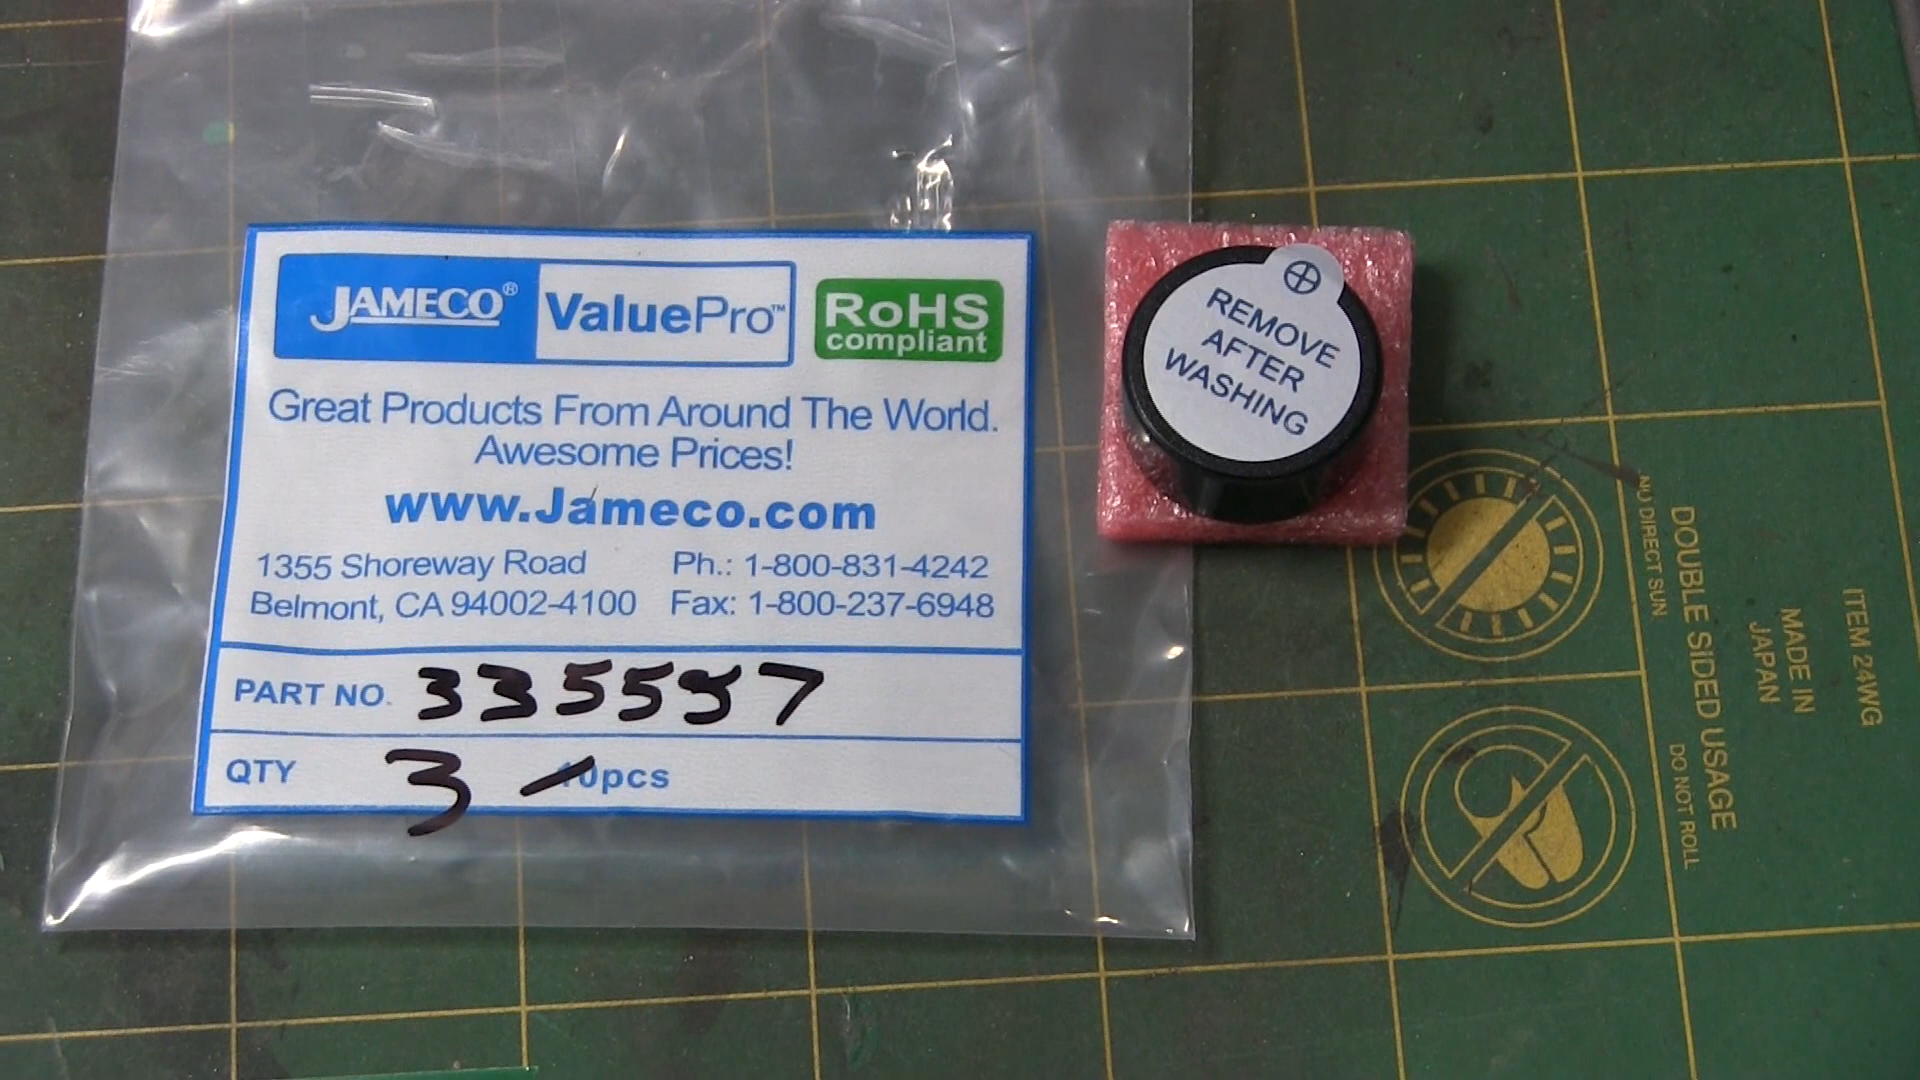 JAMECO® ValuePro™
RoHS
compliant
Great Products From Around The World.
Awesome Prices!
www.Jameco.com
1355 Shoreway Road Ph.: 1-800-831-4242
Belmont, CA 94002-4100 Fax: 1-800-237-6948
PART NO. 335557
QTY 3 10pcs
REMOVE
AFTER
WASHING
NO DIRECT SUN
DO NOT ROLL
DOUBLE SIDED USAGE
MADE IN
JAPAN
ITEM 24WG